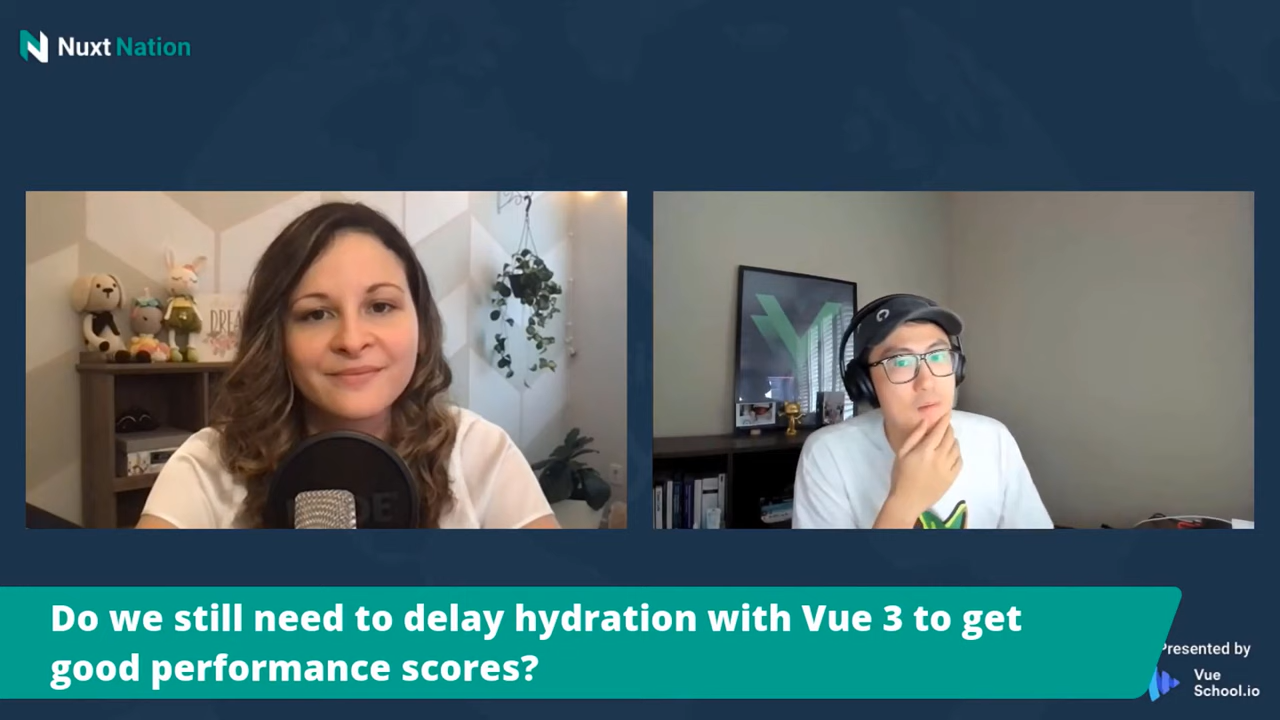 Nuxt Nation
DREA
Do we still need to delay hydration with Vue 3 to get
good performance scores?
Presented by
Vue
School.io